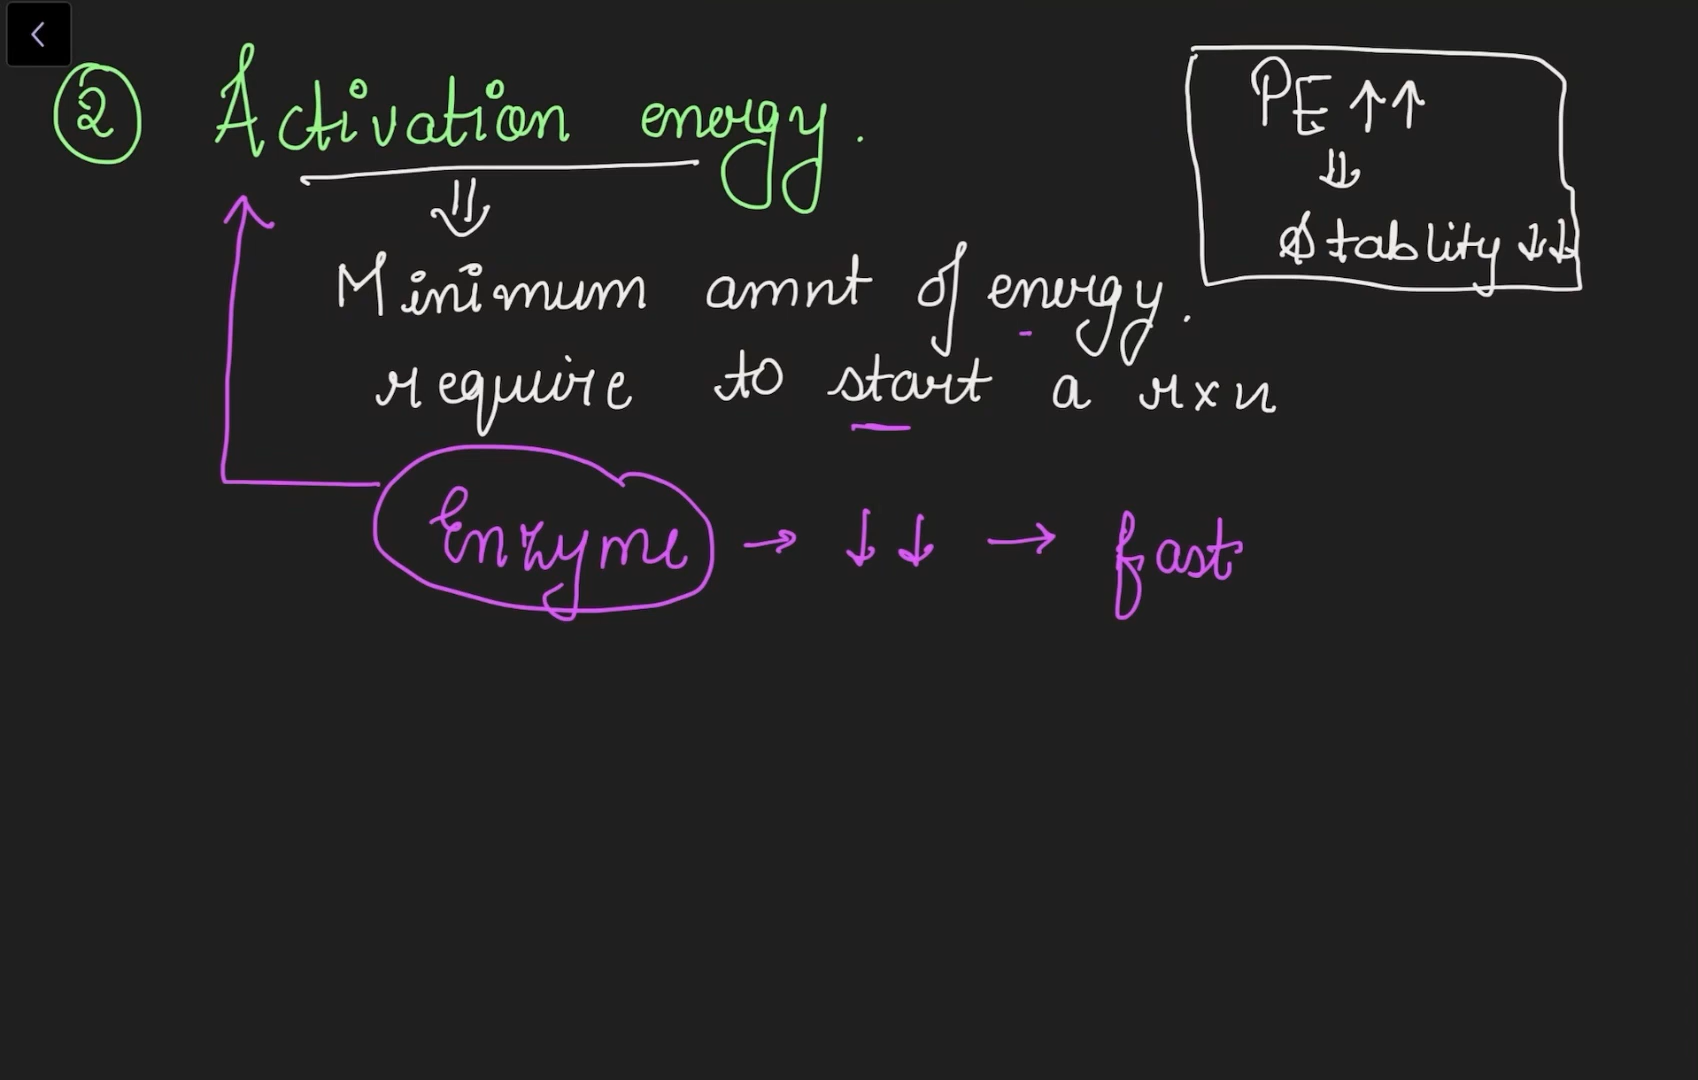 ② Activation energy.
⇓
Minimum amnt of energy.
require to start a rxn
Enzyme → ↓↓ → fast
PE ↑↑
⇓
Stablity ↓↓